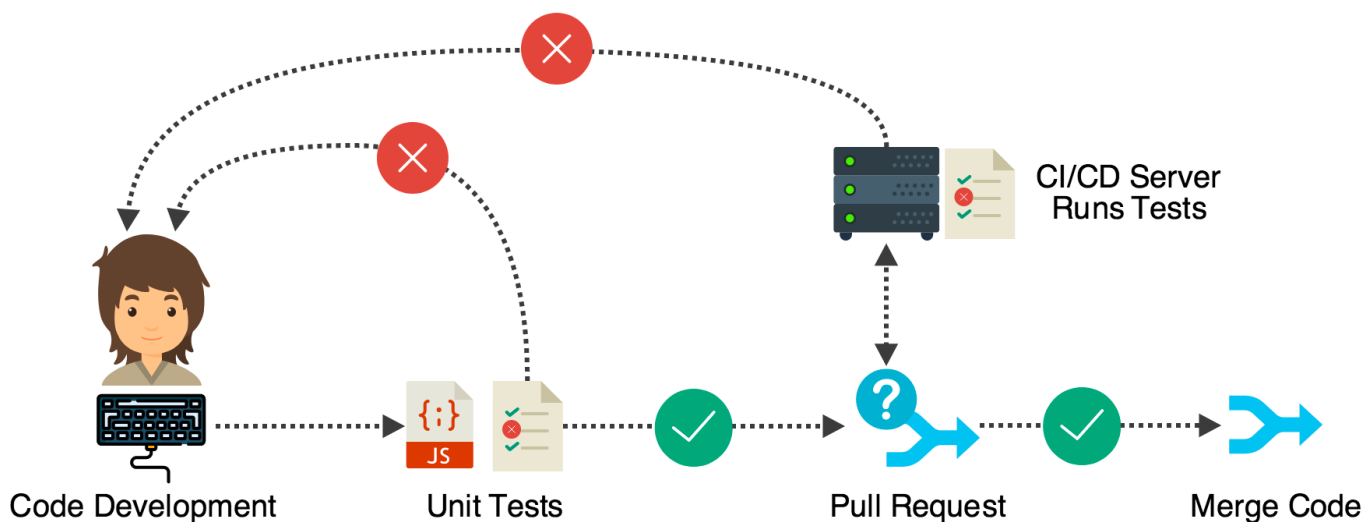 CI/CD Server
Runs Tests
{;}
JS
?
Code Development
Unit Tests
Pull Request
Merge Code